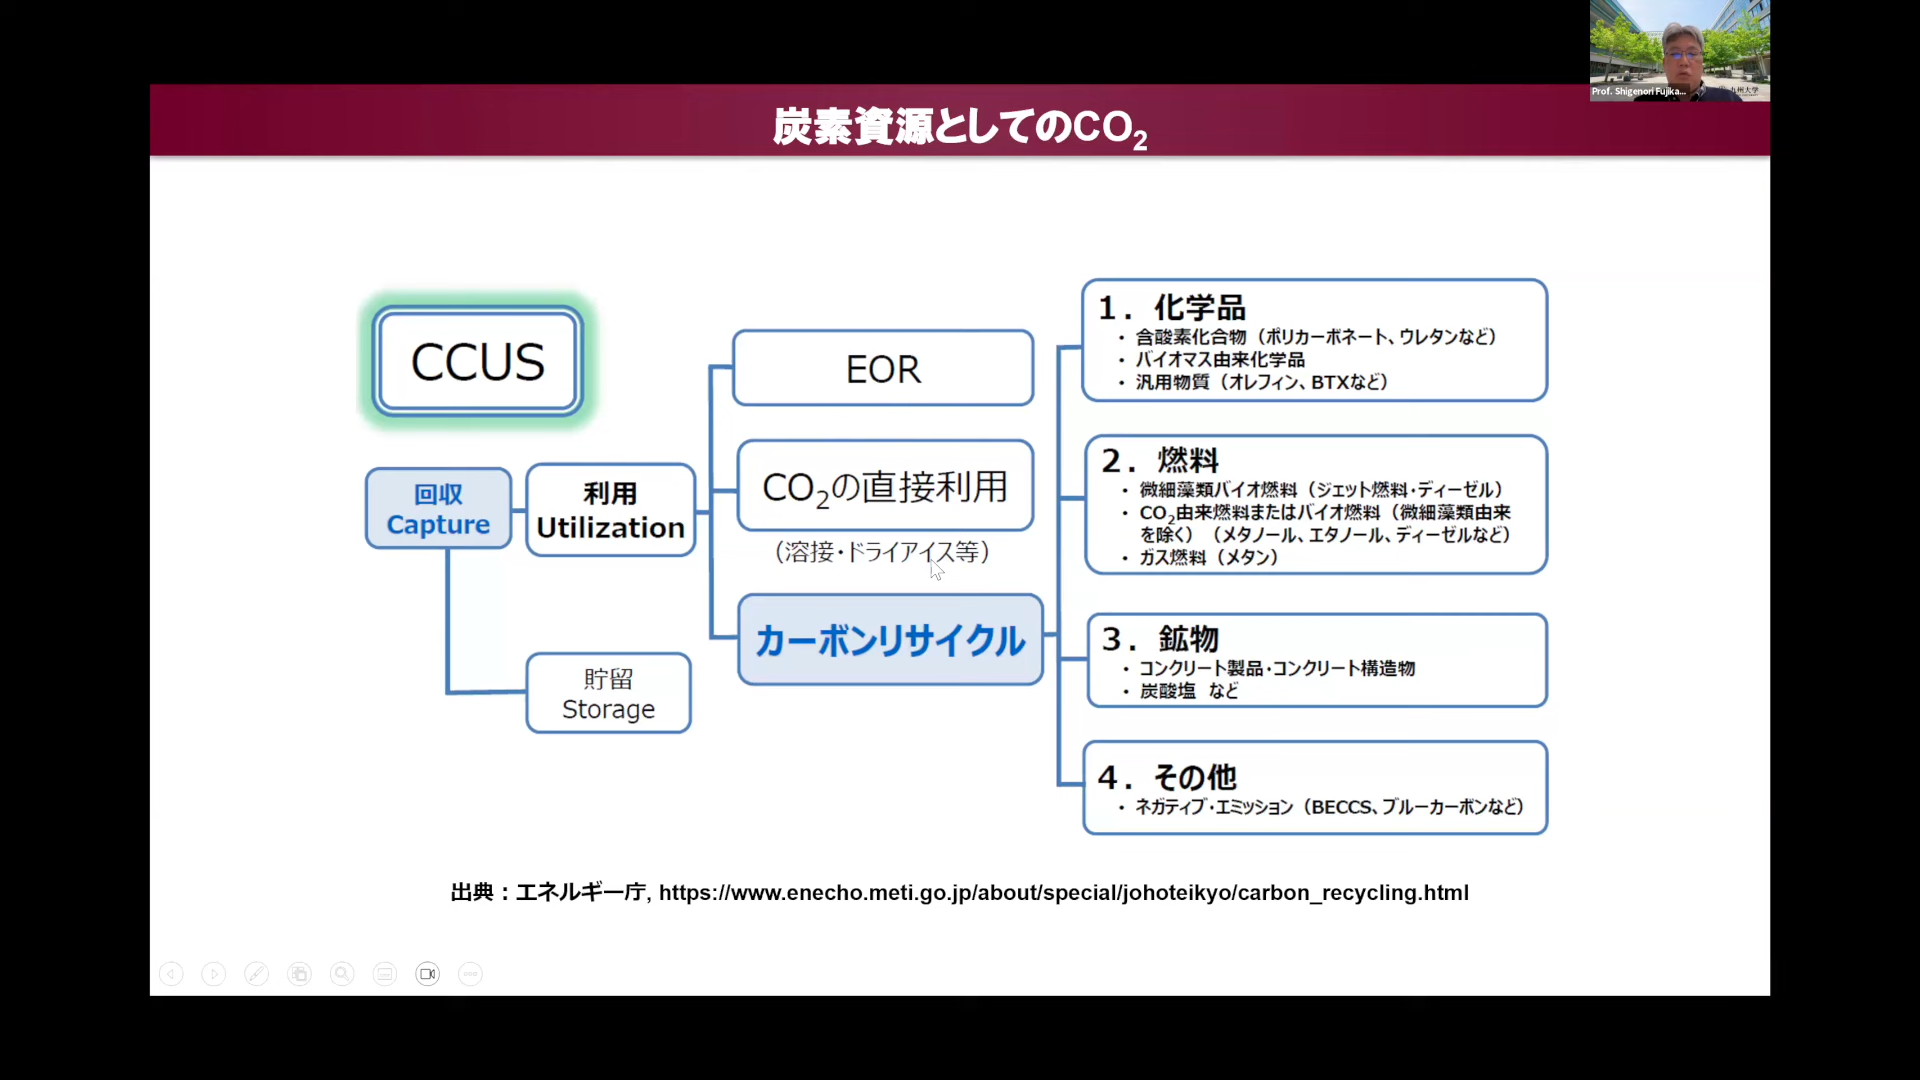 Prof. Shigenori Fujika...
九州大学
炭素資源としてのCO₂
CCUS
回収
Capture
利用
Utilization
貯留
Storage
EOR
CO₂の直接利用
（溶接・ドライアイス等）
カーボンリサイクル
1. 化学品
・ 含酸素化合物（ポリカーボネート、ウレタンなど）
・ バイオマス由来化学品
・ 汎用物質（オレフィン、BTXなど）
2. 燃料
・ 微細藻類バイオ燃料（ジェット燃料・ディーゼル）
・ CO₂由来燃料またはバイオ燃料（微細藻類由来
を除く）（メタノール、エタノール、ディーゼルなど）
・ ガス燃料（メタン）
3. 鉱物
・ コンクリート製品・コンクリート構造物
・ 炭酸塩 など
4. その他
・ ネガティブ・エミッション（BECCS、ブルーカーボンなど）
出典：エネルギー庁, https://www.enecho.meti.go.jp/about/special/johoteikyo/carbon_recycling.html